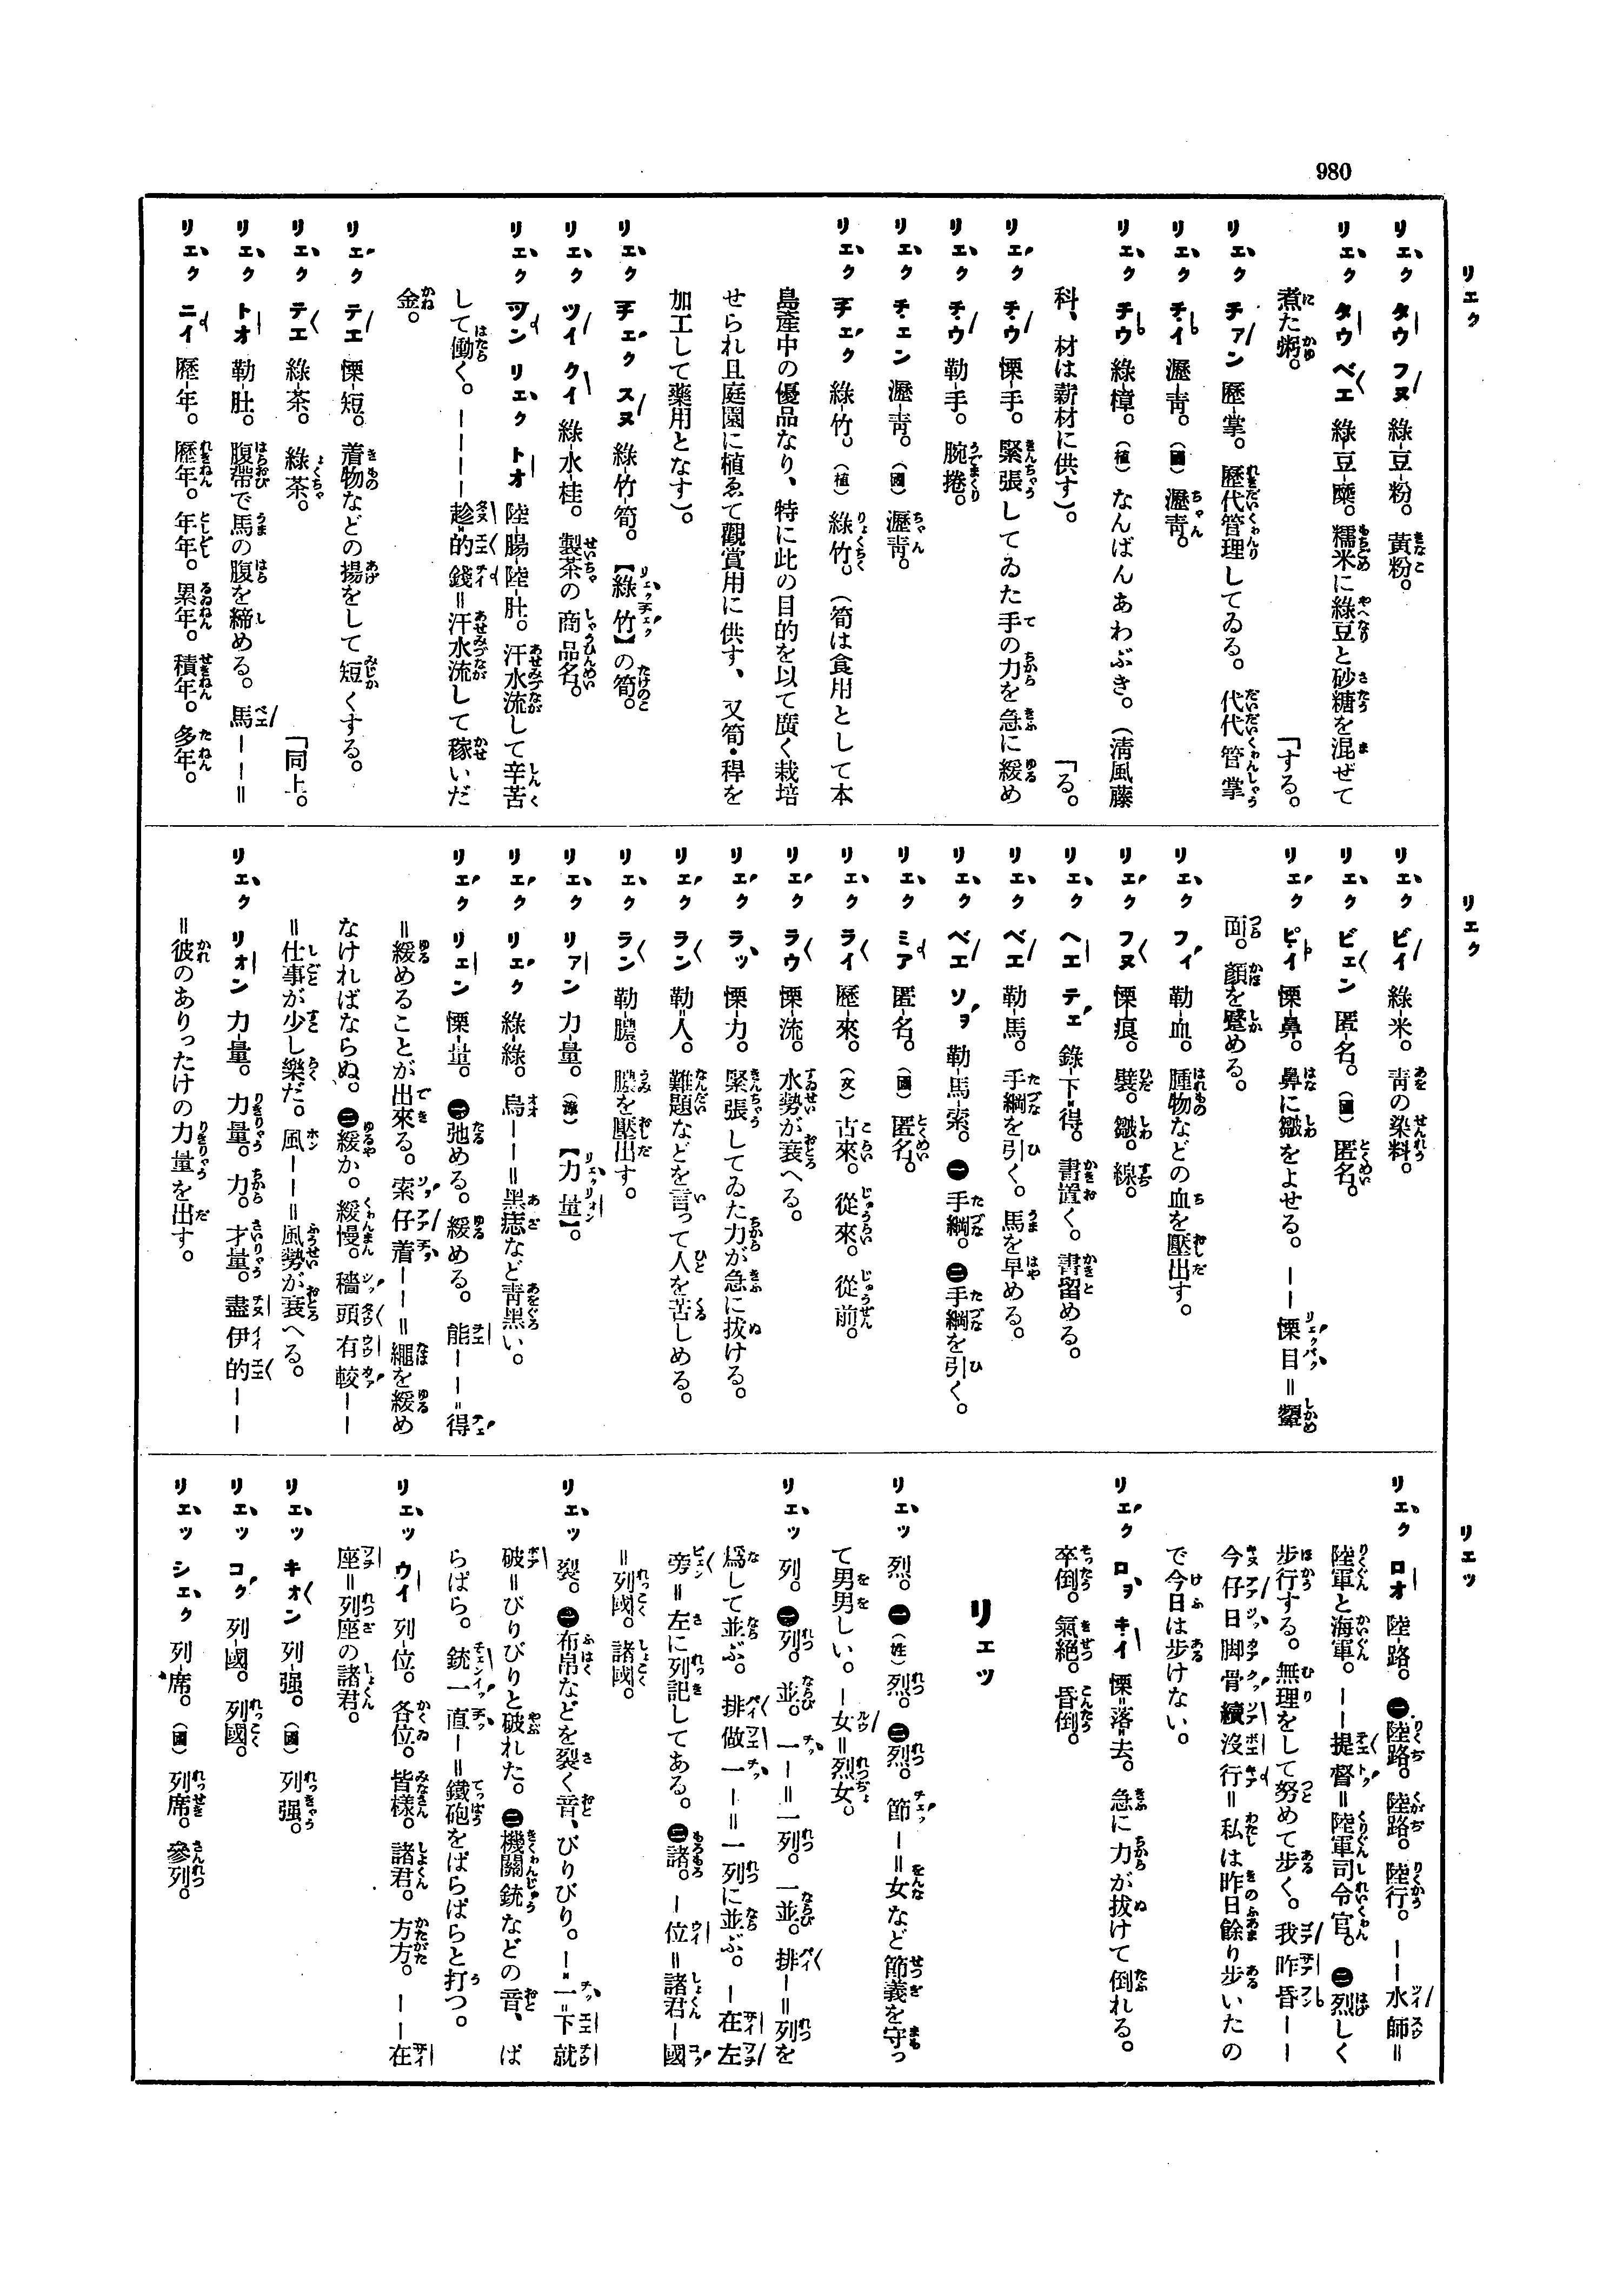 980
リエク
リエク タウ フヌ 綠-豆-粉。黃粉。
リエク タウ ベエ 綠-豆-糜。糯米に綠豆と砂糖を混ぜて
煮た粥。
リエク チァン 歷-掌。歷代管理してゐる。代代管掌
「する。
リエク チイ 瀝-靑。(國)瀝靑。
リエク チウ 綠-樟。(植)なんばんあわぶき。(淸風藤
科、材は薪材に供す)。
リエク チウ 慄-手。緊張してゐた手の力を急に緩め
「る。
リエク チウ 勒-手。腕捲。
リエク チェン 瀝-靑。(國)瀝靑。
リエク チェク 綠-竹。(植)綠竹。(筍は食用として本
島產中の優品なり、特に此の目的を以て廣く栽培
せられ且庭園に植ゑて觀賞用に供す、又筍・稈を
加工して藥用となす)。
リエク チェク スヌ 綠-竹-筍。【綠竹】の筍。
リエク ツイ クイ 綠-水-桂。製茶の商品名。
リエク ツン リエク トオ 陸-腸-陸-肚。汗水流して辛苦
して働く。――――趁的錢=汗水流して稼いだ
金。
リエク テエ 慄-短。着物などの揚をして短くする。
リエク テエ 綠-茶。綠茶。
「同上。
リエク トオ 勒-肚。腹帶で馬の腹を締める。馬――=
リエク ニイ 歷-年。歷年。年年。累年。積年。多年。
リエク
リエク ビイ 綠-米。靑の染料。
リエク ビェン 匿-名。(國)匿名。
リエク ピイ 慄-鼻。鼻に皺をよせる。――慄目=顰
面。顏を蹙める。
リエク フィ 勒-血。腫物などの血を壓出す。
リエク フヌ 慄-痕。襞。皺。線。
リエク ヘエ テェ 錄-下-得。書置く。書留める。
リエク ベエ 勒-馬。手綱を引く。馬を早める。
リエク ベエ ソヲ 勒-馬-索。㊀手綱。㊁手綱を引く。
リエク ミア 匿-名。(國)匿名。
リエク ライ 歷-來。(文)古來。從來。從前。
リエク ラウ 慄-流。水勢が衰へる。
リエク ラッ 慄-力。緊張してゐた力が急に拔ける。
リエク ラン 勒-人。難題などを言って人を苦しめる。
リエク ラン 勒-膿。膿を壓出す。
リエク リァン 力-量。(漳)【力量】。
リエク リエク 綠-綠。烏――=黑痣など靑黑い。
リエク リェン 慄-量。㊀弛める。緩める。能――=得
=緩めることが出來る。索仔着――=繩を緩め
なければならぬ。㊁緩か。緩慢。穡頭有較――
=仕事が少し樂だ。風――=風勢が衰へる。
リエク リォン 力-量。力量。力。才量。盡伊的――
=彼のありったけの力量を出す。
リエッ
リエク ロオ 陸-路。㊀陸路。陸路。陸行。――水師=
陸軍と海軍。――提督=陸軍司令官。㊁烈しく
步行する。無理をして努めて步く。我昨昏――
今仔日脚骨續沒行=私は昨日餘り步いたの
で今日は步けない。
リエク ロヲ キイ 慄=落-去。急に力が拔けて倒れる。
卒倒。氣絕。昏倒。
リエッ
リエッ 烈。㊀(姓)烈。㊁烈。節―=女など節義を守っ
て男男しい。―女=烈女。
リエッ 列。㊀列。並。一―=一列。一並。排―=列を
爲して並ぶ。排做一―=一列に並ぶ。―在左
旁=左に列記してある。㊁諸。―位=諸君―國
=列國。諸國。
リエッ 裂。㊀布帛などを裂く音、びりびり。―一=下就
破=びりびりと破れた。㊁機關銃などの音、ぱ
らぱら。銃一直―=鐵砲をぱらぱらと打つ。
リエッ ウイ 列-位。各位。皆樣。諸君。方方。――在
座=列座の諸君。
リエッ キォン 列-强。(國)列强。
リエッ コク 列-國。列國。
リエッ シェク 列-席。(國)列席。參列。